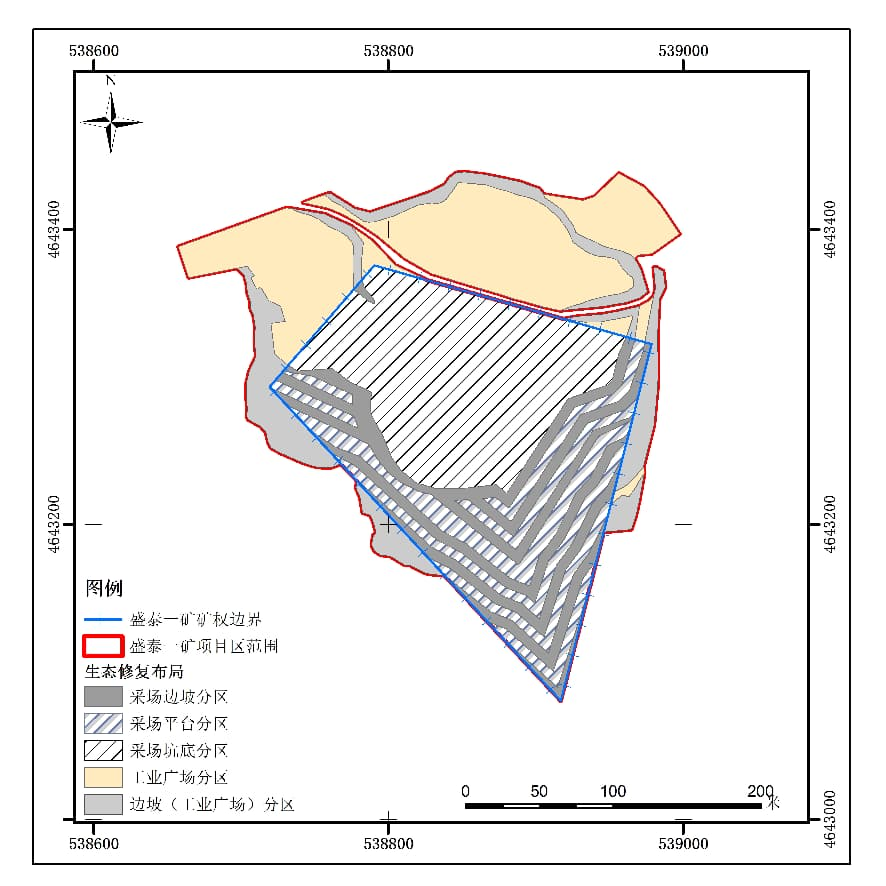 538600 538800 539000
N
4643400 4643400
4643200 4643200
图例
盛泰一矿矿权边界
盛泰一矿项目区范围
生态修复布局
采场边坡分区
采场平台分区
采场坑底分区
工业广场分区
边坡（工业广场）分区
0 50 100 200
米
4643000
538600 538800 539000